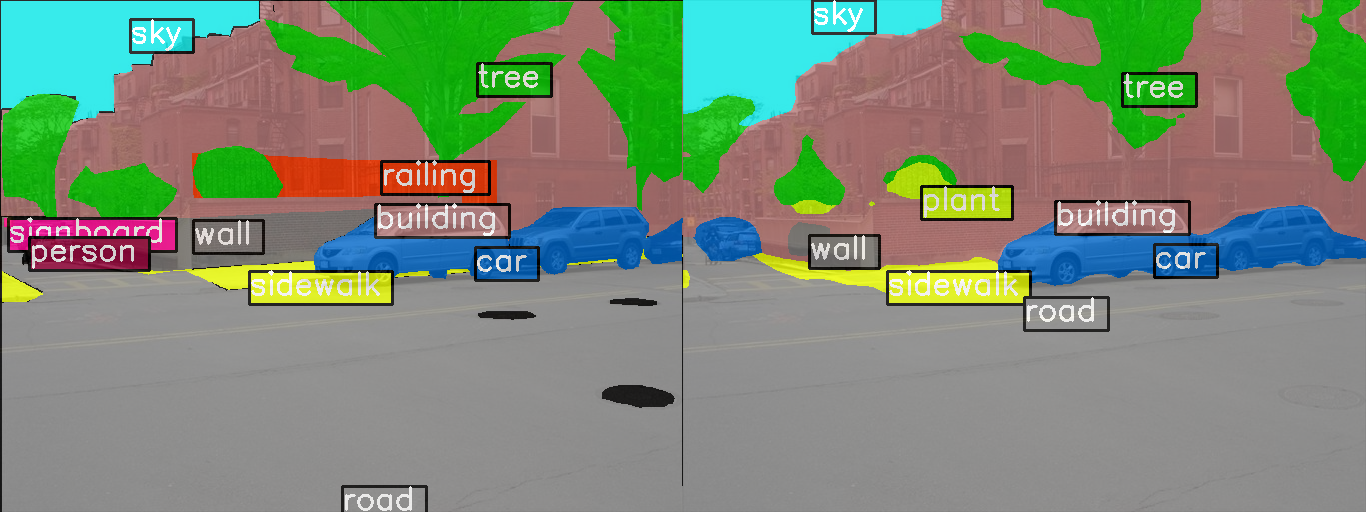 sky
tree
railing
building
signboard
wall
person
car
sidewalk
road
sky
tree
plant
building
wall
car
sidewalk
road